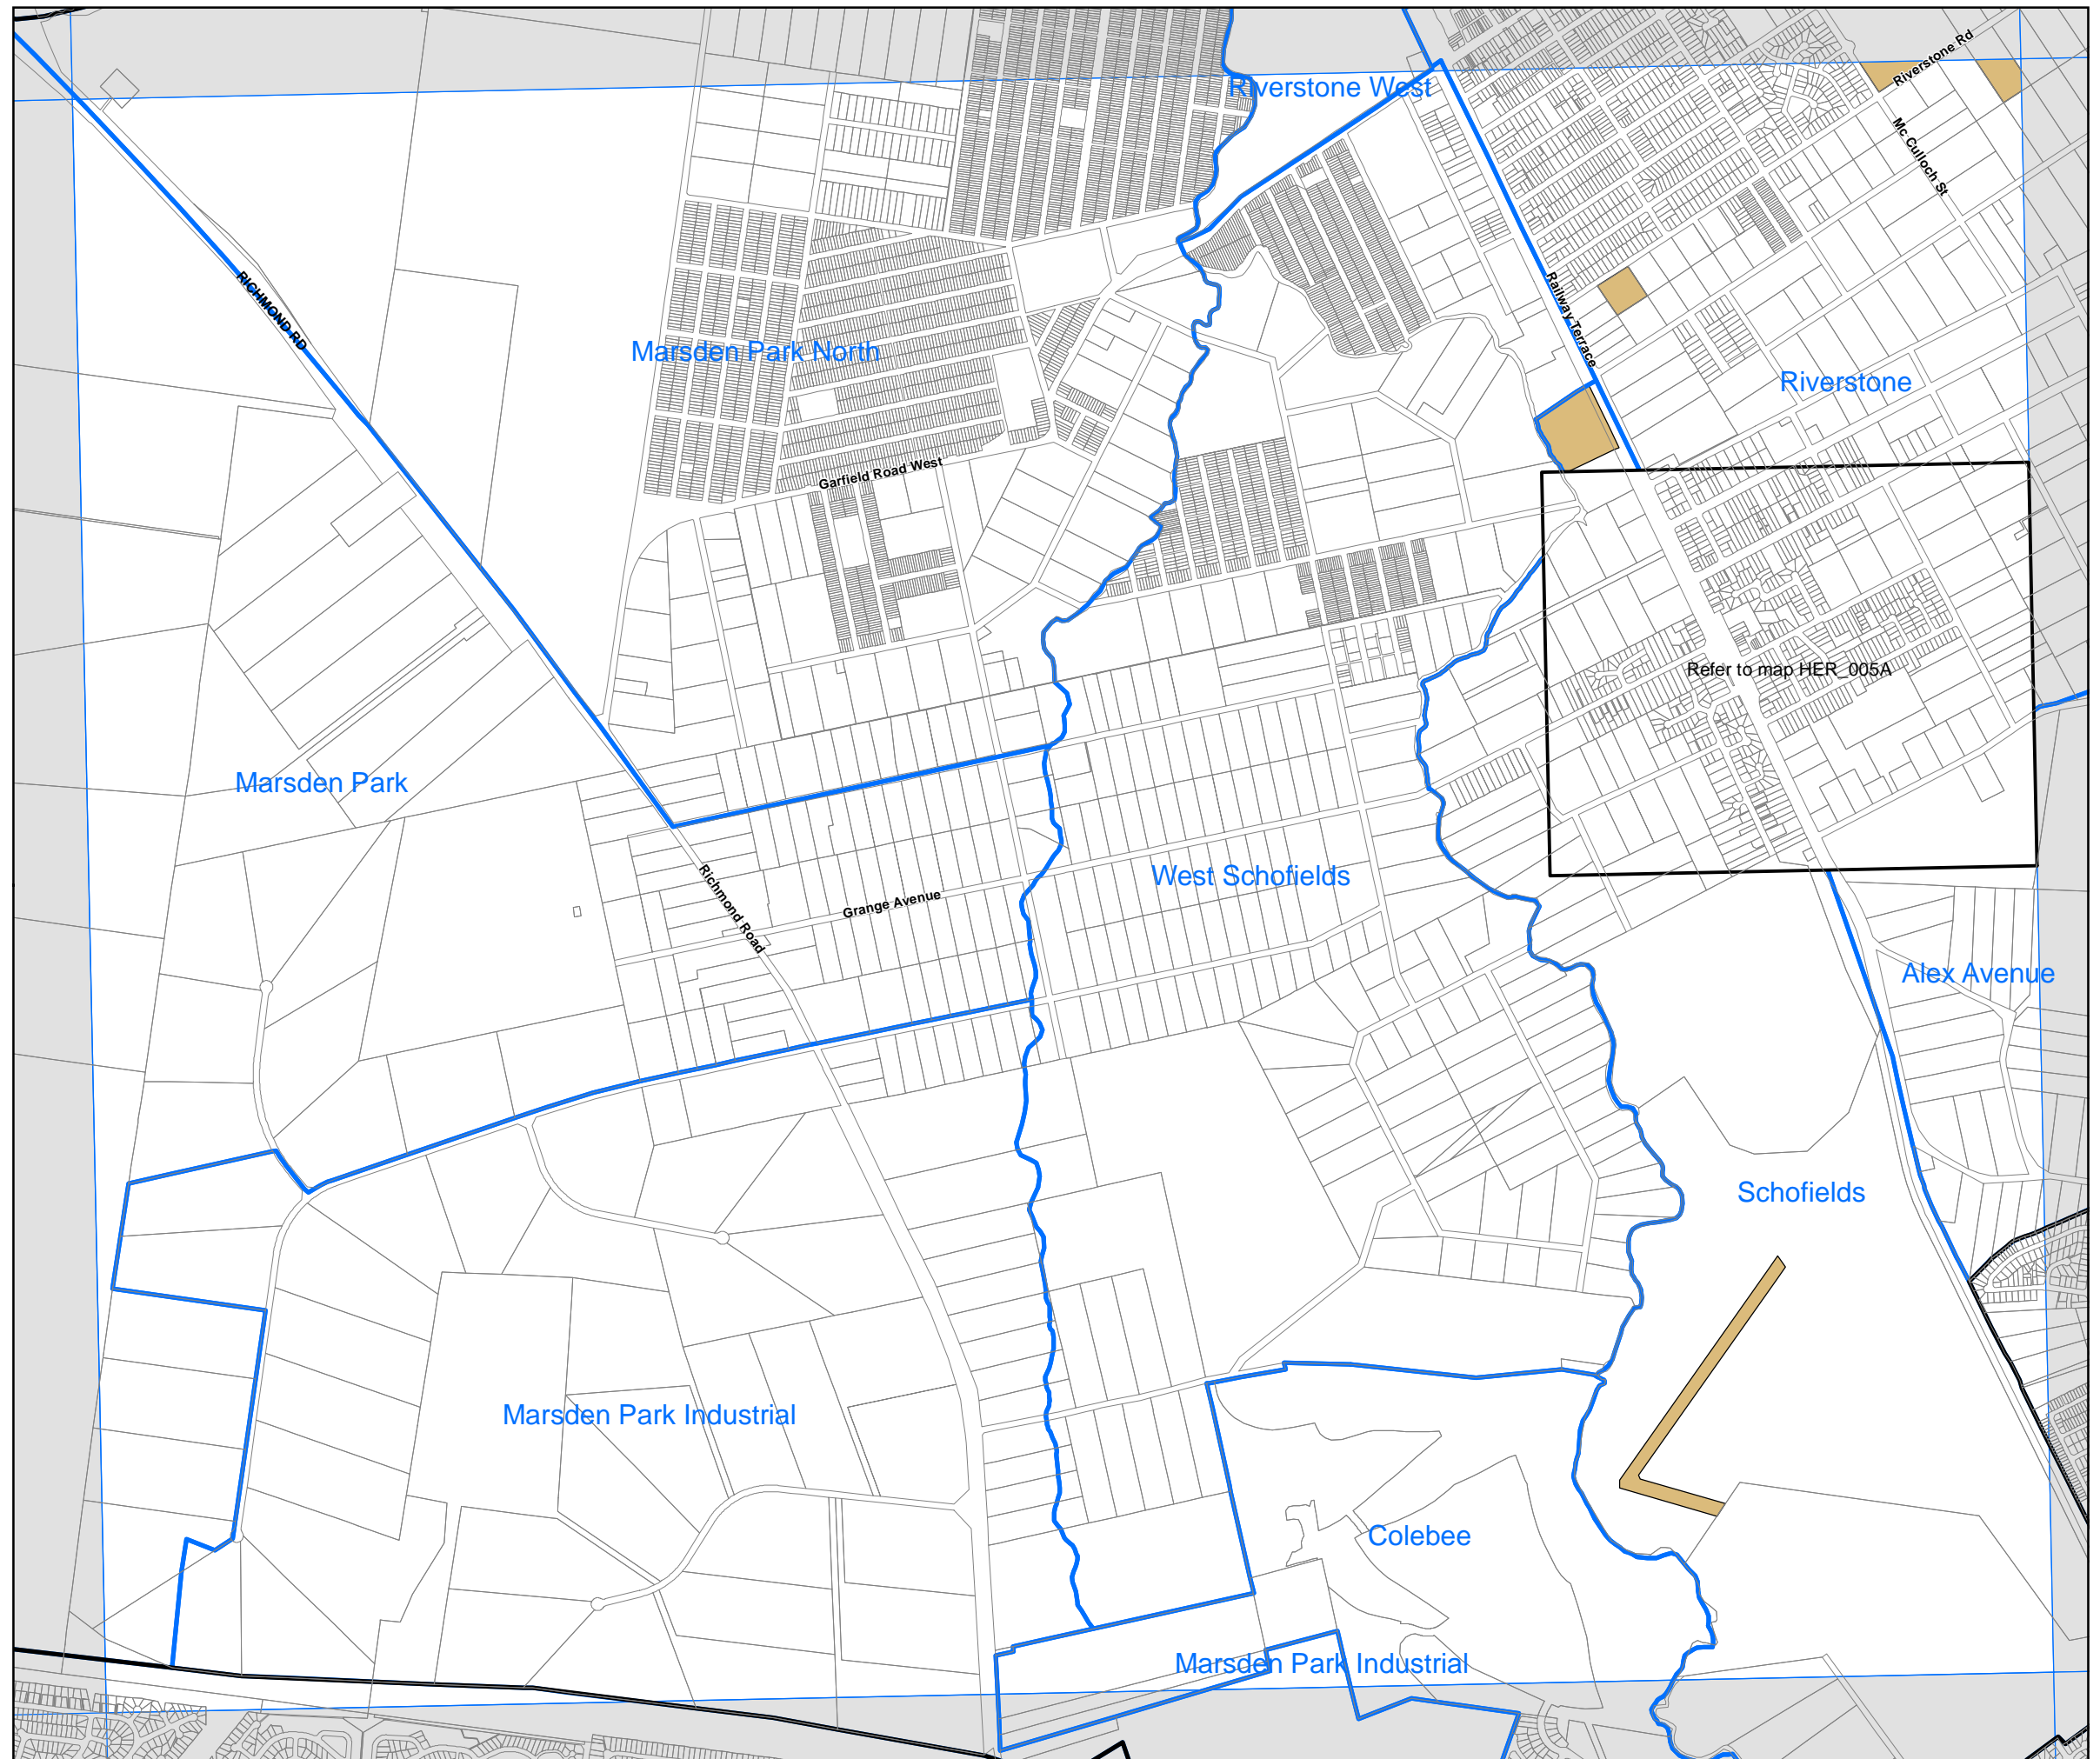 Riverstone Rd
Riverstone West
Mc Culloch St
RICHMOND RD
Railway Terrace
Marsden Park North
Riverstone
Garfield Road West
Refer to map HER_005A
Marsden Park
West Schofields
Grange Avenue
Richmond Road
Alex Avenue
Schofields
Marsden Park Industrial
Colebee
Marsden Park Industrial